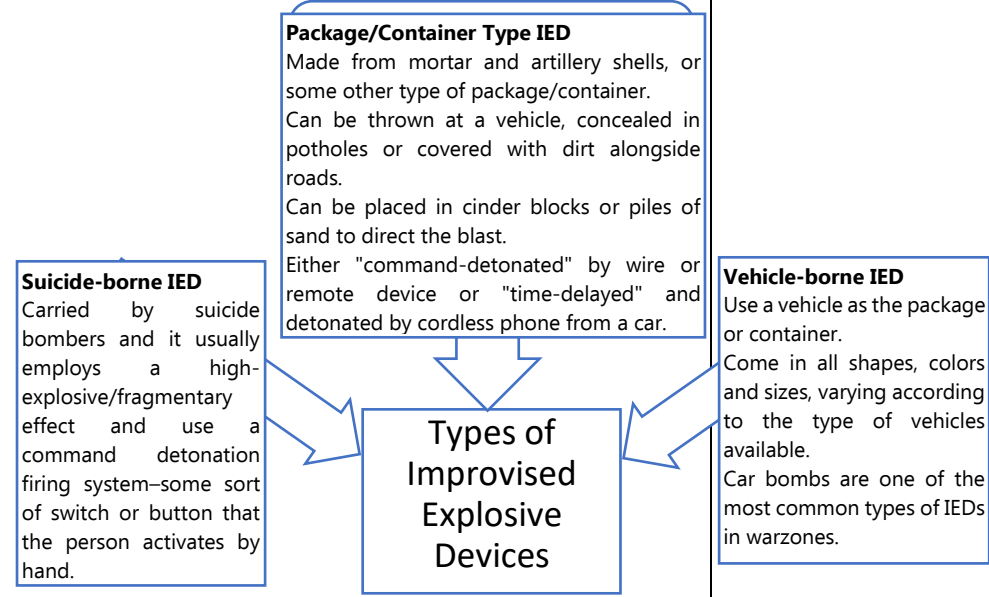 Package/Container Type IED
Made from mortar and artillery shells, or
some other type of package/container.
Can be thrown at a vehicle, concealed in
potholes or covered with dirt alongside
roads.
Can be placed in cinder blocks or piles of
sand to direct the blast.
Either "command-detonated" by wire or
remote device or "time-delayed" and
detonated by cordless phone from a car.
Suicide-borne IED
Carried by suicide
bombers and it usually
employs a high-
explosive/fragmentary
effect and use a
command detonation
firing system–some sort
of switch or button that
the person activates by
hand.
Vehicle-borne IED
Use a vehicle as the package
or container.
Come in all shapes, colors
and sizes, varying according
to the type of vehicles
available.
Car bombs are one of the
most common types of IEDs
in warzones.
Types of
Improvised
Explosive
Devices